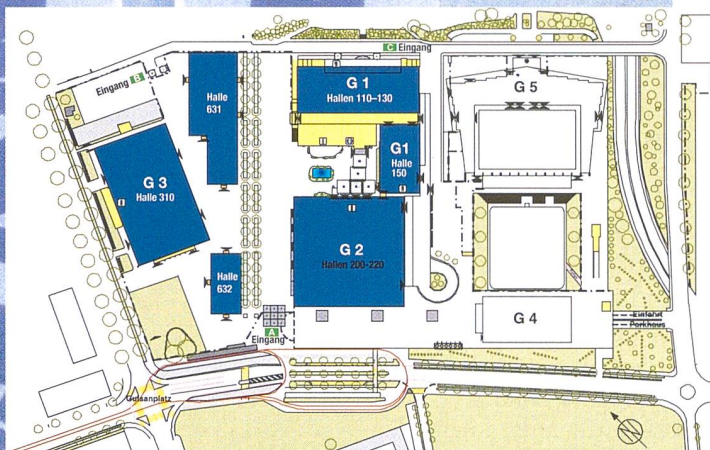 C Eingang
Eingang B
Halle
631
G 1
Hallen 110–130
G 5
G1
Halle
150
G 3
Halle 310
G 2
Hallen 200-220
Halle
632
A
Eingang
G 4
Einfahrt
Parkhaus
Guisanplatz
N